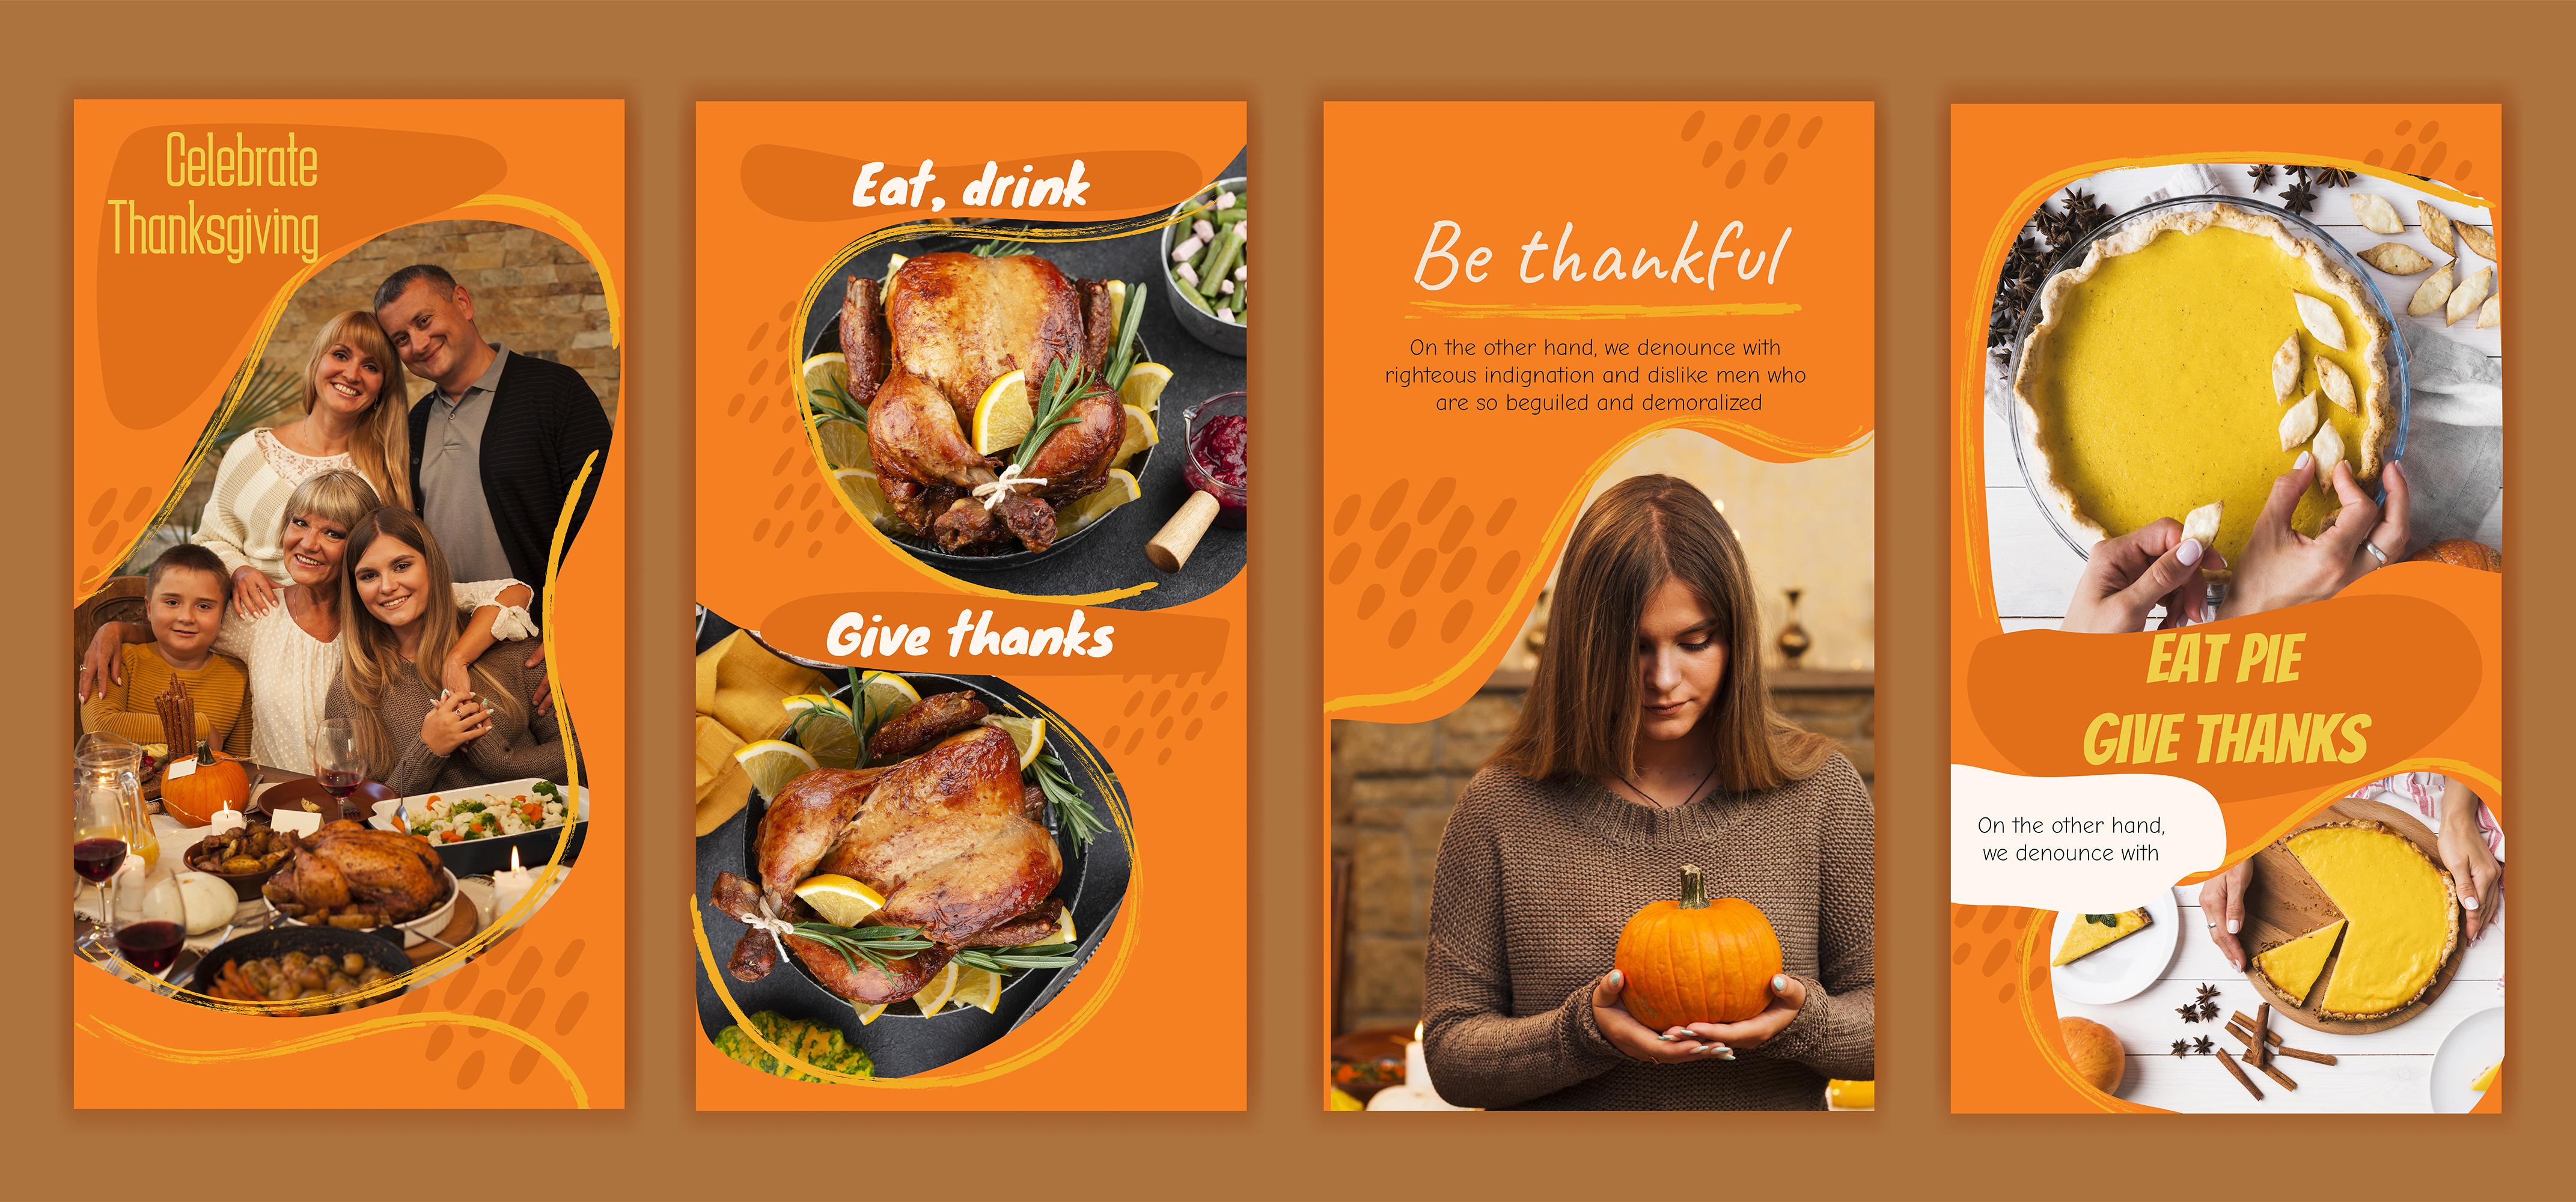 Celebrate
Thanksgiving
Eat, drink
Give thanks
Be thankful
On the other hand, we denounce with
righteous indignation and dislike men who
are so beguiled and demoralized
EAT PIE
GIVE THANKS
On the other hand,
we denounce with